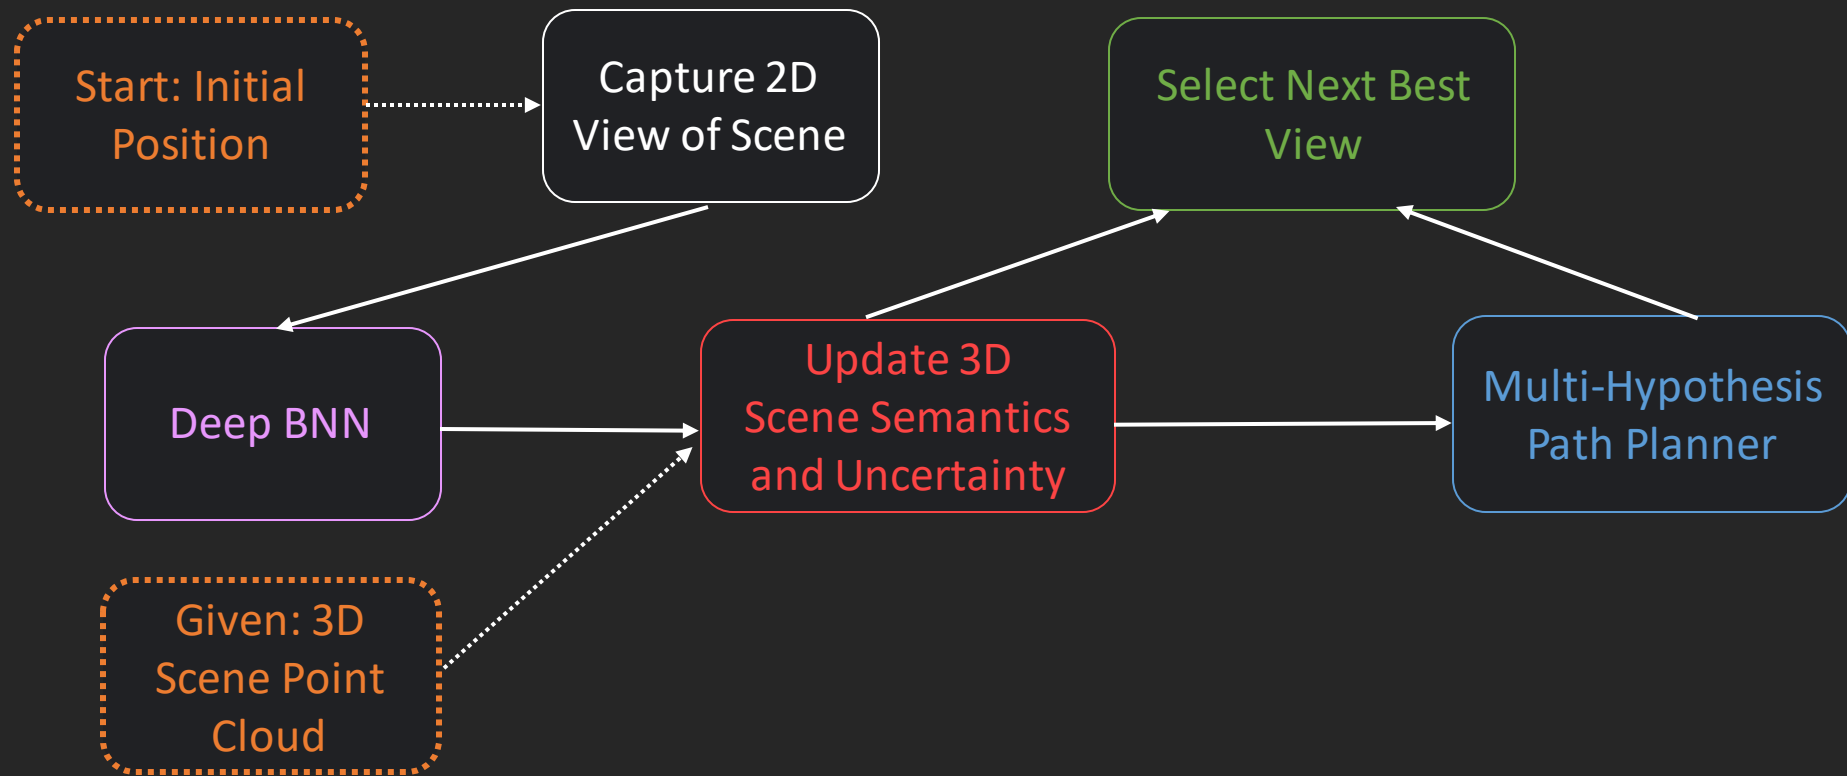 Start: Initial
Position
Capture 2D
View of Scene
Select Next Best
View
Deep BNN
Update 3D
Scene Semantics
and Uncertainty
Multi-Hypothesis
Path Planner
Given: 3D
Scene Point
Cloud